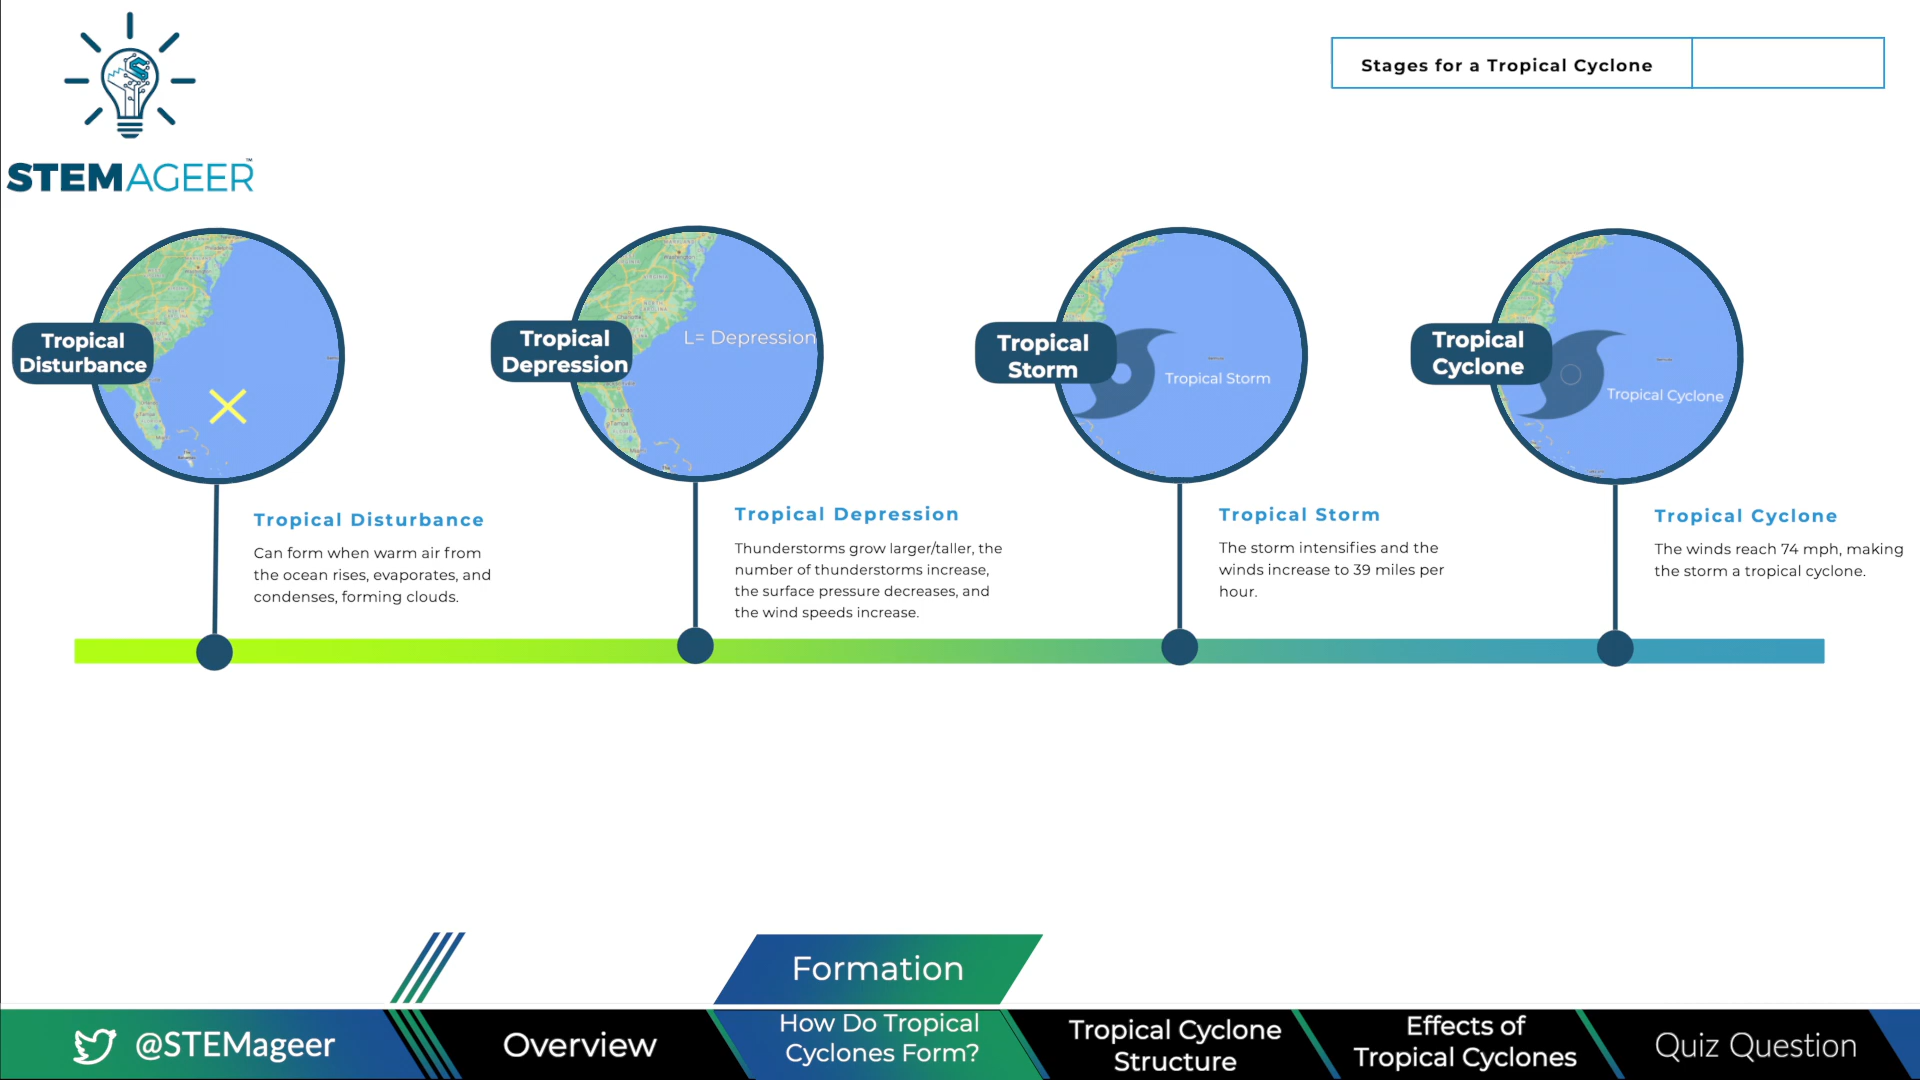 STEMAGEER™
Stages for a Tropical Cyclone
Tropical
Disturbance
Tropical
Depression
L= Depression
Tropical
Storm
Tropical Storm
Tropical
Cyclone
Tropical Cyclone
Tropical Disturbance
Can form when warm air from
the ocean rises, evaporates, and
condenses, forming clouds.
Tropical Depression
Thunderstorms grow larger/taller, the
number of thunderstorms increase,
the surface pressure decreases, and
the wind speeds increase.
Tropical Storm
The storm intensifies and the
winds increase to 39 miles per
hour.
Tropical Cyclone
The winds reach 74 mph, making
the storm a tropical cyclone.
Formation
@STEMageer
Overview
How Do Tropical
Cyclones Form?
Tropical Cyclone
Structure
Effects of
Tropical Cyclones
Quiz Question